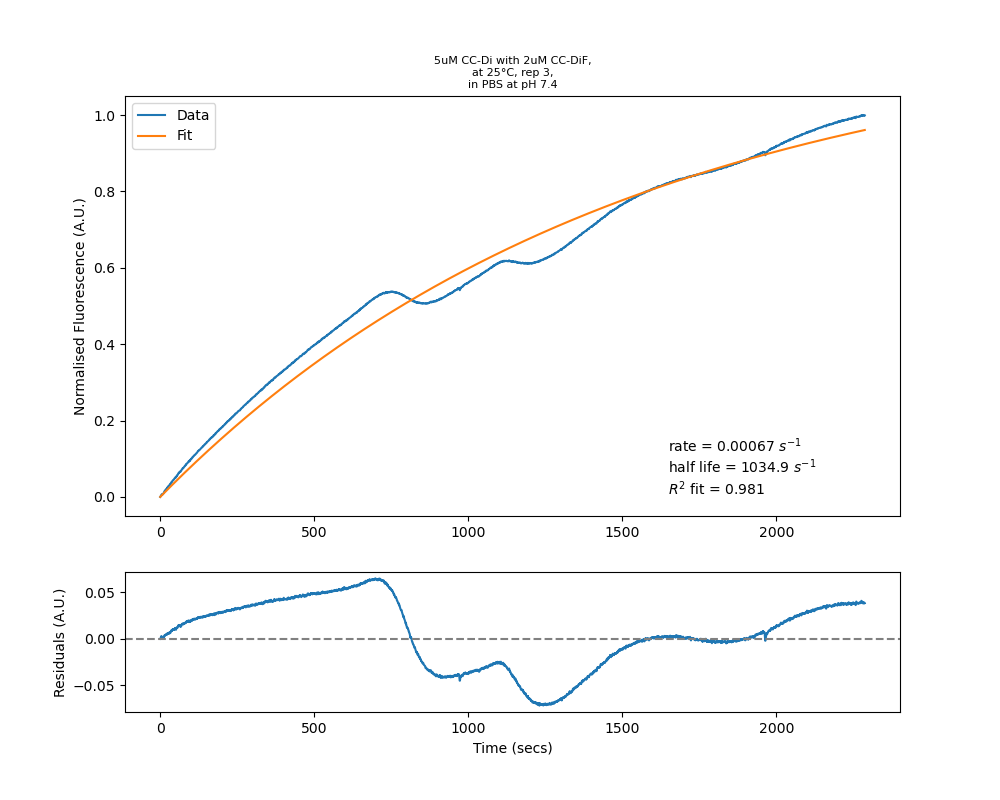 5uM CC-Di with 2uM CC-DiF,
at 25°C, rep 3,
in PBS at pH 7.4
Normalised Fluorescence (A.U.)
1.0
0.8
0.6
0.4
0.2
0.0
Data
Fit
rate = 0.00067 s⁻¹
half life = 1034.9 s⁻¹
R² fit = 0.981
0 500 1000 1500 2000
Residuals (A.U.)
0.05
0.00
−0.05
0 500 1000 1500 2000
Time (secs)